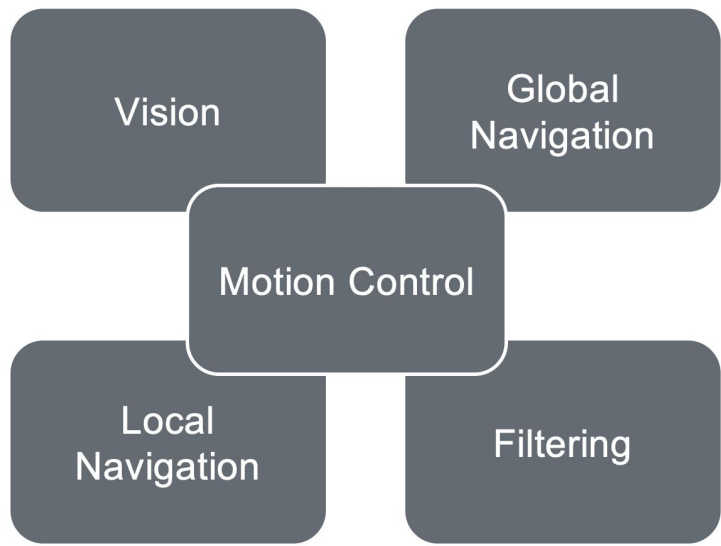 Vision
Global
Navigation
Motion Control
Local
Navigation
Filtering